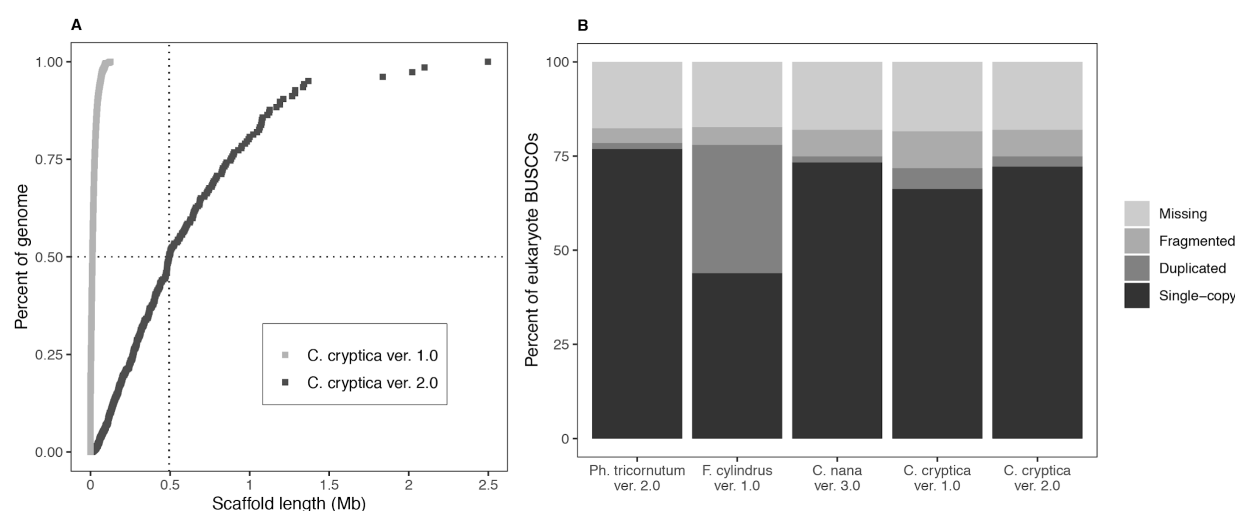 A
Percent of genome
1.00
0.75
0.50
0.25
0.00
C. cryptica ver. 1.0
C. cryptica ver. 2.0
0 0.5 1 1.5 2 2.5
Scaffold length (Mb)
B
Percent of eukaryote BUSCOs
100
75
50
25
0
Ph. tricornutum
ver. 2.0
F. cylindrus
ver. 1.0
C. nana
ver. 3.0
C. cryptica
ver. 1.0
C. cryptica
ver. 2.0
Missing
Fragmented
Duplicated
Single−copy